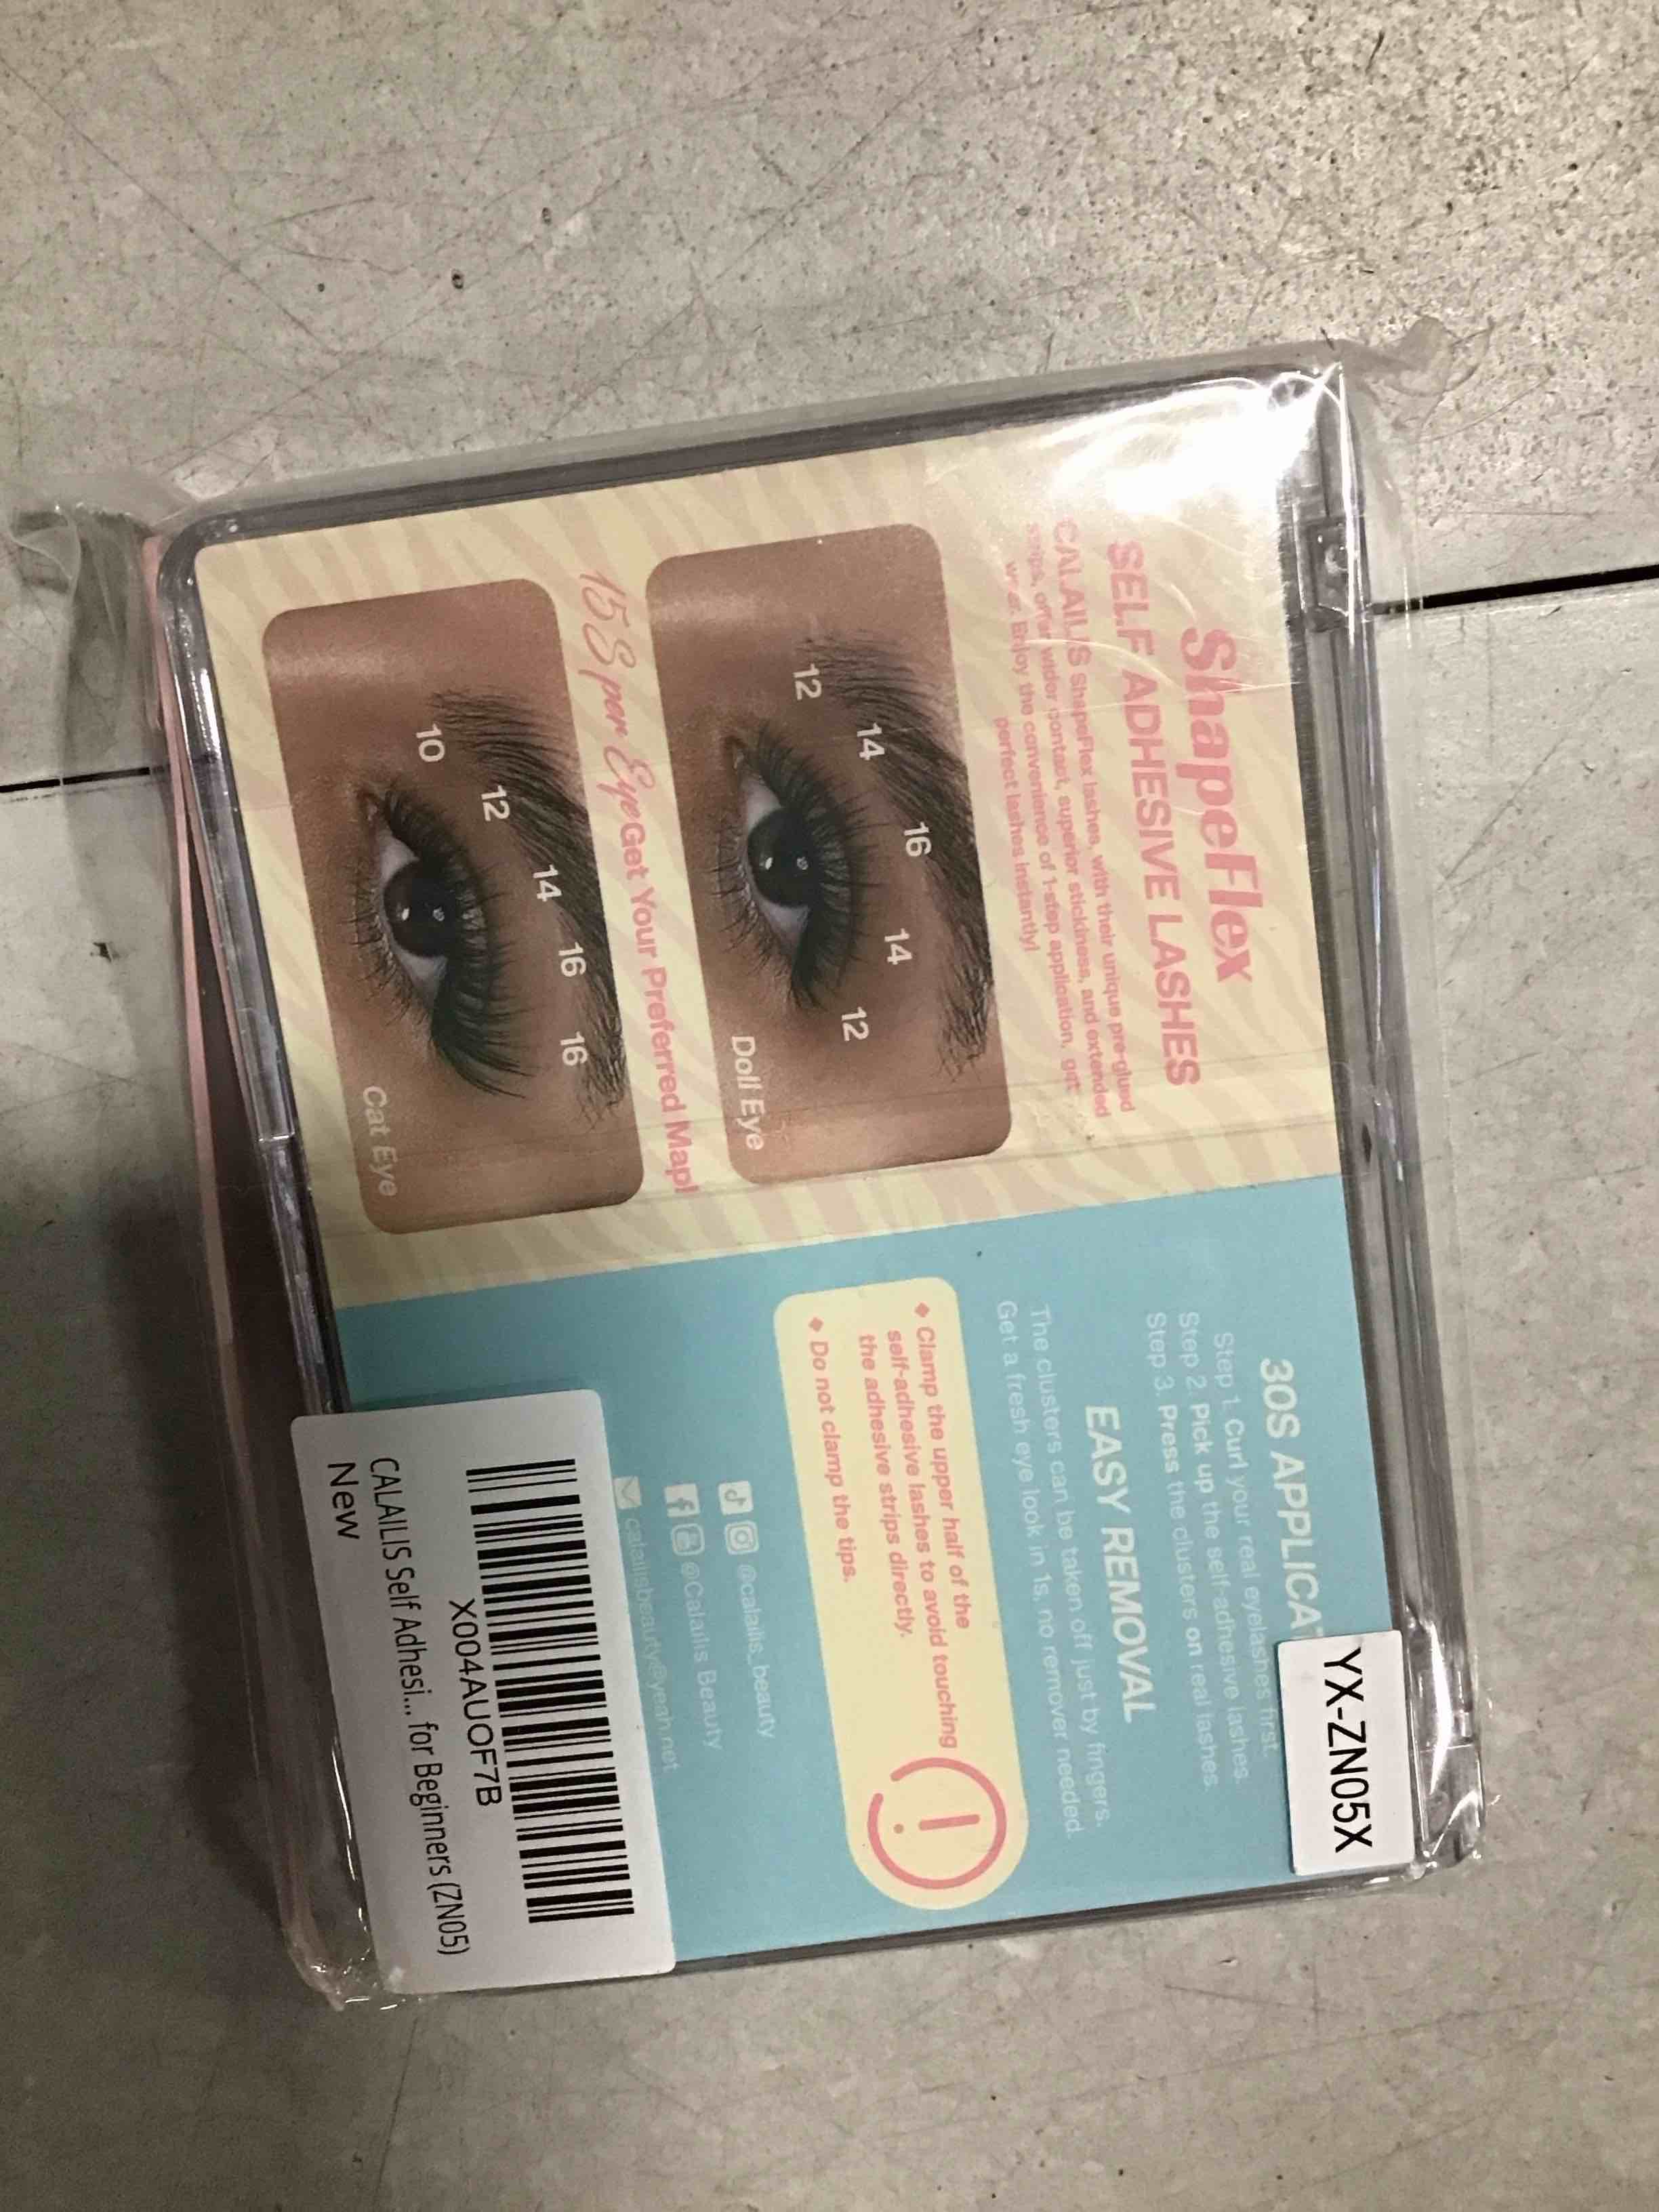 ShapeFlex
SELF ADHESIVE LASHES
CALAILIS ShapeFlex lashes, with their unique pre-glued
strips, offer wider contact, superior stickiness, and extended
wear. Enjoy the convenience of 1-step application, get
perfect lashes instantly!
12
14
16
14
12
Doll Eye
15S per Eye Get Your Preferred Map!
10
12
14
16
16
Cat Eye
30S APPLICAT
Step 1. Curl your real eyelashes first.
Step 2. Pick up the self-adhesive lashes.
Step 3. Press the clusters on real lashes.
YX-ZN05X
EASY REMOVAL
The clusters can be taken off just by fingers.
Get a fresh eye look in 1s, no remover needed.
◆ Clamp the upper half of the
self-adhesive lashes to avoid touching
the adhesive strips directly.
◆ Do not clamp the tips.
@calailis_beauty
@Calailis Beauty
calailisbeauty@yeah.net
X004AUOF7B
CALAILIS Self Adhesi... for Beginners (ZN05)
New